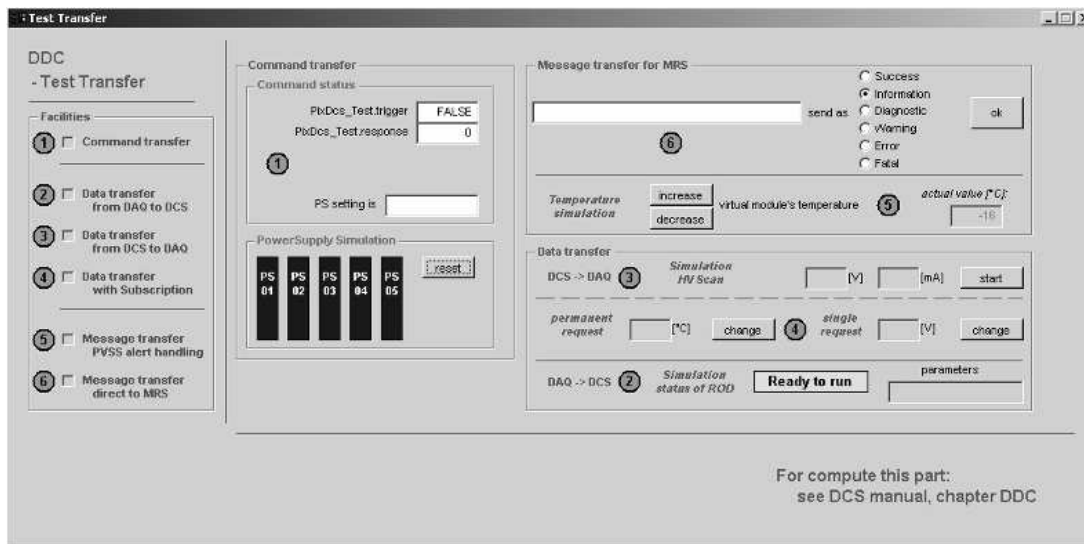 Test Transfer
DDC
- Test Transfer
Facilities
1 Command transfer
2 Data transfer
from DAQ to DCS
3 Data transfer
from DCS to DAQ
4 Data transfer
with Subscription
5 Message transfer
PVSS alert handling
6 Message transfer
direct to MRS
Command transfer
Command status
PixDcs_Test.trigger FALSE
PixDcs_Test.response 0
1
PS setting is
PowerSupply Simulation
PS 01
PS 02
PS 03
PS 04
PS 05
reset
Message transfer for MRS
send as
Success
Information
Diagnostic
Warning
Error
Fatal
ok
6
Temperature
simulation
increase
decrease
virtual module's temperature
5
actual value [°C]:
-16
Data transfer
DCS -> DAQ 3
Simulation
HV Scan
[V]
[mA]
start
permanent
request
[°C]
change
4
single
request
[V]
change
DAQ -> DCS 2
Simulation
status of ROD
Ready to run
parameters
For compute this part:
see DCS manual, chapter DDC